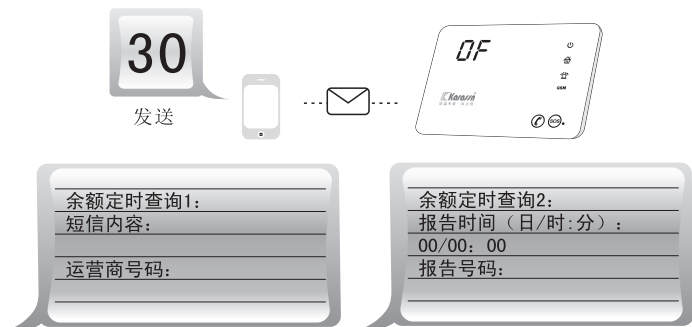 30
发送
0F
GSM
Karassn
SOS
余额定时查询1：
短信内容：
运营商号码：
余额定时查询2：
报告时间（日/时:分）：
00/00：00
报告号码：